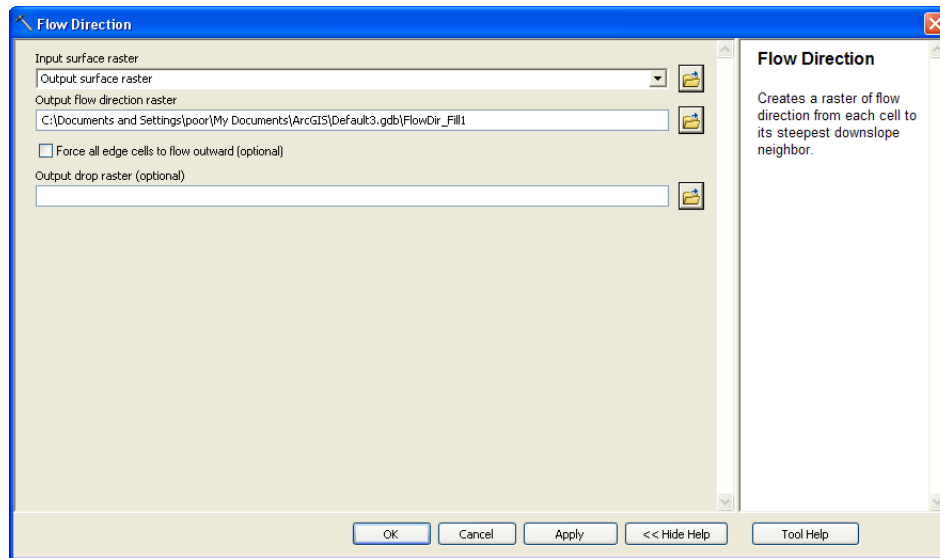 Flow Direction
Input surface raster
Output surface raster
Output flow direction raster
C:\Documents and Settings\poor\My Documents\ArcGIS\Default3.gdb\FlowDir_Fill1
Force all edge cells to flow outward (optional)
Output drop raster (optional)
Flow Direction
Creates a raster of flow
direction from each cell to
its steepest downslope
neighbor.
OK
Cancel
Apply
<< Hide Help
Tool Help